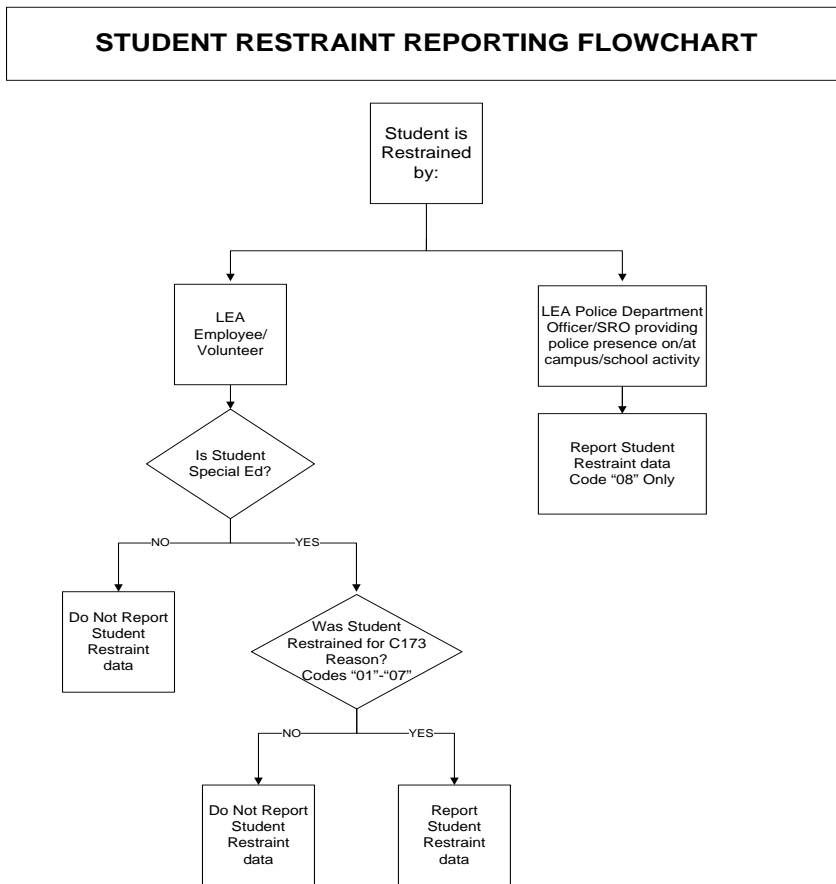 STUDENT RESTRAINT REPORTING FLOWCHART
Student is
Restrained
by:
LEA
Employee/
Volunteer
LEA Police Department
Officer/SRO providing
police presence on/at
campus/school activity
Is Student
Special Ed?
Report Student
Restraint data
Code “08” Only
NO
YES
Do Not Report
Student
Restraint
data
Was Student
Restrained for C173
Reason?
Codes “01”-“07”
NO
YES
Do Not Report
Student
Restraint
data
Report
Student
Restraint
data